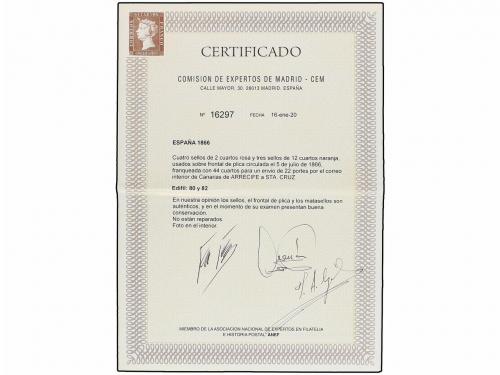 CERTIFICADO
COMISION DE EXPERTOS DE MADRID - CEM
CALLE MAYOR, 30. 28013 MADRID. ESPAÑA
Nº 16297 FECHA 16-ene-20
ESPAÑA 1866
Cuatro sellos de 2 cuartos rosa y tres sellos de 12 cuartos naranja,
usados sobre frontal de plica circulada el 5 de julio de 1866,
franqueada con 44 cuartos para un envio de 22 portes por el correo
interior de Canarias de ARRECIFE a STA. CRUZ
Edifil: 80 y 82
En nuestra opinión los sellos, el frontal de plica y los matasellos son
auténticos, y en el momento de su examen presentan buena
conservación.
No están reparados
Foto en el interior.
MIEMBRO DE LA ASOCIACION NACIONAL DE EXPERTOS EN FILATELIA
E HISTORIA POSTAL "ANEF"